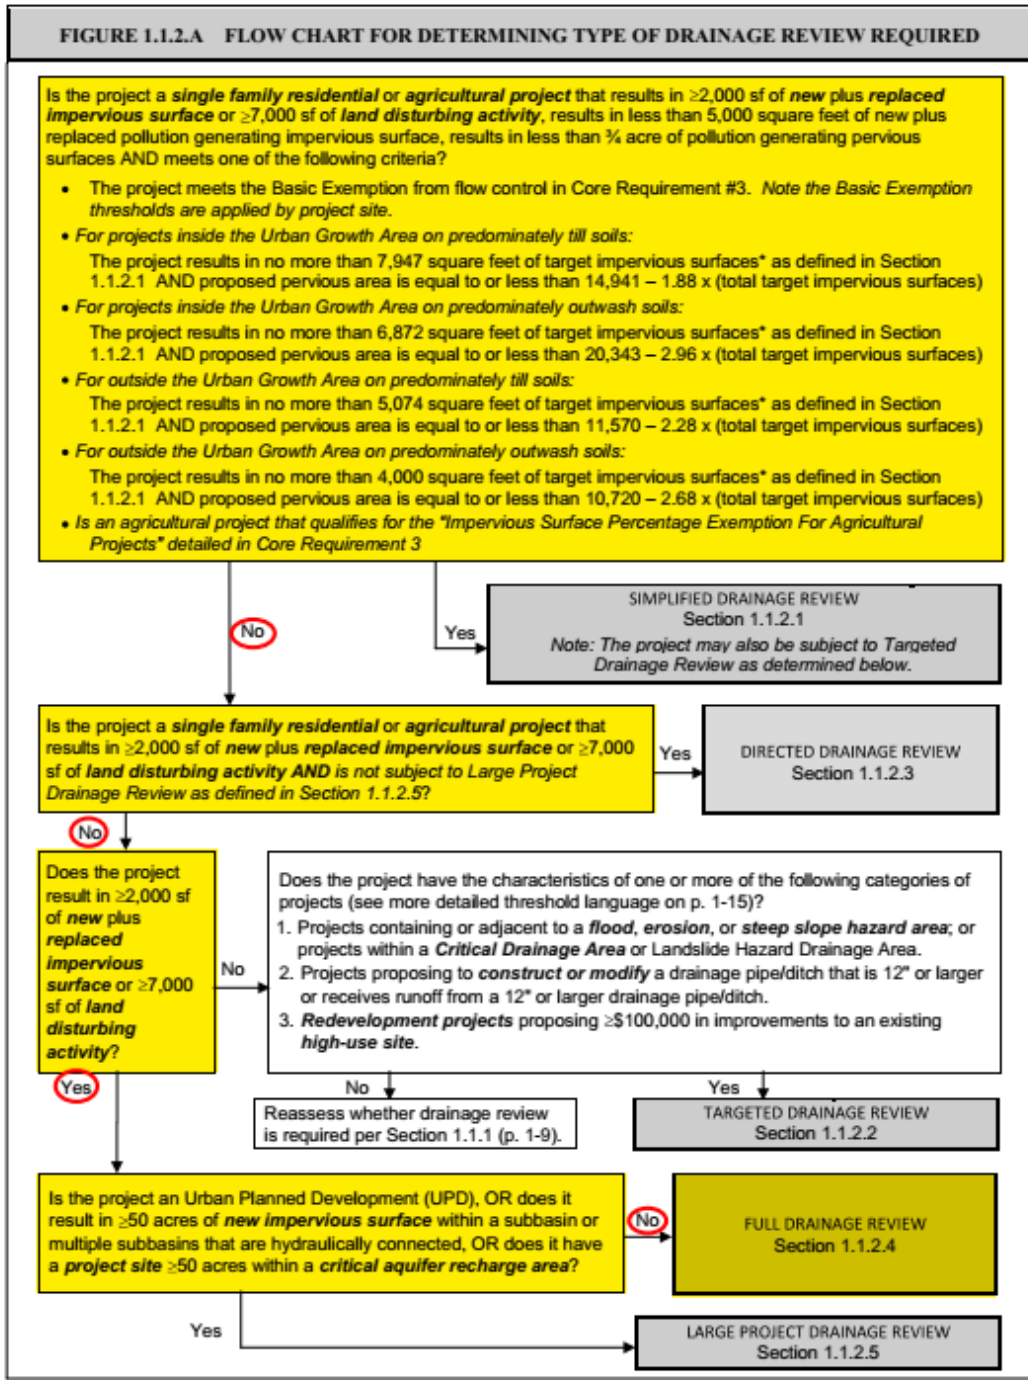 FIGURE 1.1.2.A FLOW CHART FOR DETERMINING TYPE OF DRAINAGE REVIEW REQUIRED
Is the project a single family residential or agricultural project that results in ≥2,000 sf of new plus replaced
impervious surface or ≥7,000 sf of land disturbing activity, results in less than 5,000 square feet of new plus
replaced pollution generating impervious surface, results in less than ¾ acre of pollution generating pervious
surfaces AND meets one of the following criteria?
• The project meets the Basic Exemption from flow control in Core Requirement #3. Note the Basic Exemption
thresholds are applied by project site.
• For projects inside the Urban Growth Area on predominately till soils:
The project results in no more than 7,947 square feet of target impervious surfaces* as defined in Section
1.1.2.1 AND proposed pervious area is equal to or less than 14,941 – 1.88 x (total target impervious surfaces)
• For projects inside the Urban Growth Area on predominately outwash soils:
The project results in no more than 6,872 square feet of target impervious surfaces* as defined in Section
1.1.2.1 AND proposed pervious area is equal to or less than 20,343 – 2.96 x (total target impervious surfaces)
• For outside the Urban Growth Area on predominately till soils:
The project results in no more than 5,074 square feet of target impervious surfaces* as defined in Section
1.1.2.1 AND proposed pervious area is equal to or less than 11,570 – 2.28 x (total target impervious surfaces)
• For outside the Urban Growth Area on predominately outwash soils:
The project results in no more than 4,000 square feet of target impervious surfaces* as defined in Section
1.1.2.1 AND proposed pervious area is equal to or less than 10,720 – 2.68 x (total target impervious surfaces)
• Is an agricultural project that qualifies for the "Impervious Surface Percentage Exemption For Agricultural
Projects" detailed in Core Requirement 3
No
Yes
SIMPLIFIED DRAINAGE REVIEW
Section 1.1.2.1
Note: The project may also be subject to Targeted
Drainage Review as determined below.
Is the project a single family residential or agricultural project that
results in ≥2,000 sf of new plus replaced impervious surface or ≥7,000
sf of land disturbing activity AND is not subject to Large Project
Drainage Review as defined in Section 1.1.2.5?
Yes
DIRECTED DRAINAGE REVIEW
Section 1.1.2.3
No
Does the project
result in ≥2,000 sf
of new plus
replaced
impervious
surface or ≥7,000
sf of land
disturbing
activity?
No
Does the project have the characteristics of one or more of the following categories of
projects (see more detailed threshold language on p. 1-15)?
1. Projects containing or adjacent to a flood, erosion, or steep slope hazard area; or
projects within a Critical Drainage Area or Landslide Hazard Drainage Area.
2. Projects proposing to construct or modify a drainage pipe/ditch that is 12" or larger
or receives runoff from a 12" or larger drainage pipe/ditch.
3. Redevelopment projects proposing ≥$100,000 in improvements to an existing
high-use site.
Yes
No
Yes
Reassess whether drainage review
is required per Section 1.1.1 (p. 1-9).
TARGETED DRAINAGE REVIEW
Section 1.1.2.2
Is the project an Urban Planned Development (UPD), OR does it
result in ≥50 acres of new impervious surface within a subbasin or
multiple subbasins that are hydraulically connected, OR does it have
a project site ≥50 acres within a critical aquifer recharge area?
No
FULL DRAINAGE REVIEW
Section 1.1.2.4
Yes
LARGE PROJECT DRAINAGE REVIEW
Section 1.1.2.5